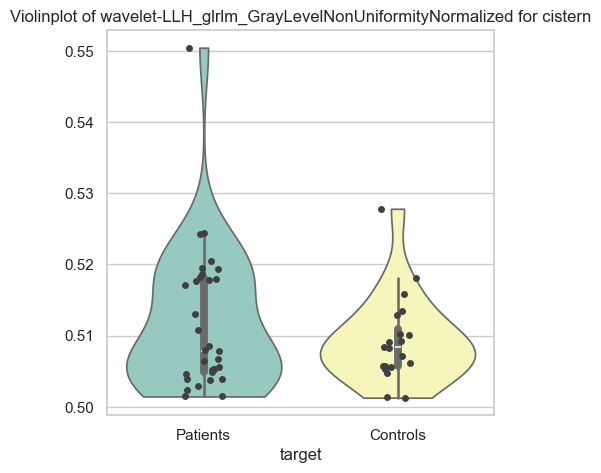 Violinplot of wavelet-LLH_glrlm_GrayLevelNonUniformityNormalized for cistern
0.55
0.54
0.53
0.52
0.51
0.50
Patients
Controls
target